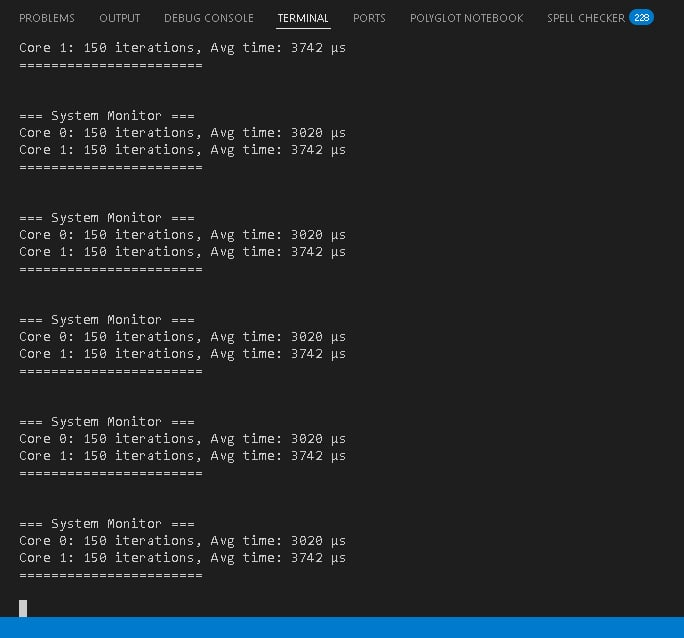 PROBLEMS OUTPUT DEBUG CONSOLE TERMINAL PORTS POLYGLOT NOTEBOOK SPELL CHECKER 228
Core 1: 150 iterations, Avg time: 3742 µs
=======================
=== System Monitor ===
Core 0: 150 iterations, Avg time: 3020 µs
Core 1: 150 iterations, Avg time: 3742 µs
=======================
=== System Monitor ===
Core 0: 150 iterations, Avg time: 3020 µs
Core 1: 150 iterations, Avg time: 3742 µs
=======================
=== System Monitor ===
Core 0: 150 iterations, Avg time: 3020 µs
Core 1: 150 iterations, Avg time: 3742 µs
=======================
=== System Monitor ===
Core 0: 150 iterations, Avg time: 3020 µs
Core 1: 150 iterations, Avg time: 3742 µs
=======================
=== System Monitor ===
Core 0: 150 iterations, Avg time: 3020 µs
Core 1: 150 iterations, Avg time: 3742 µs
=======================